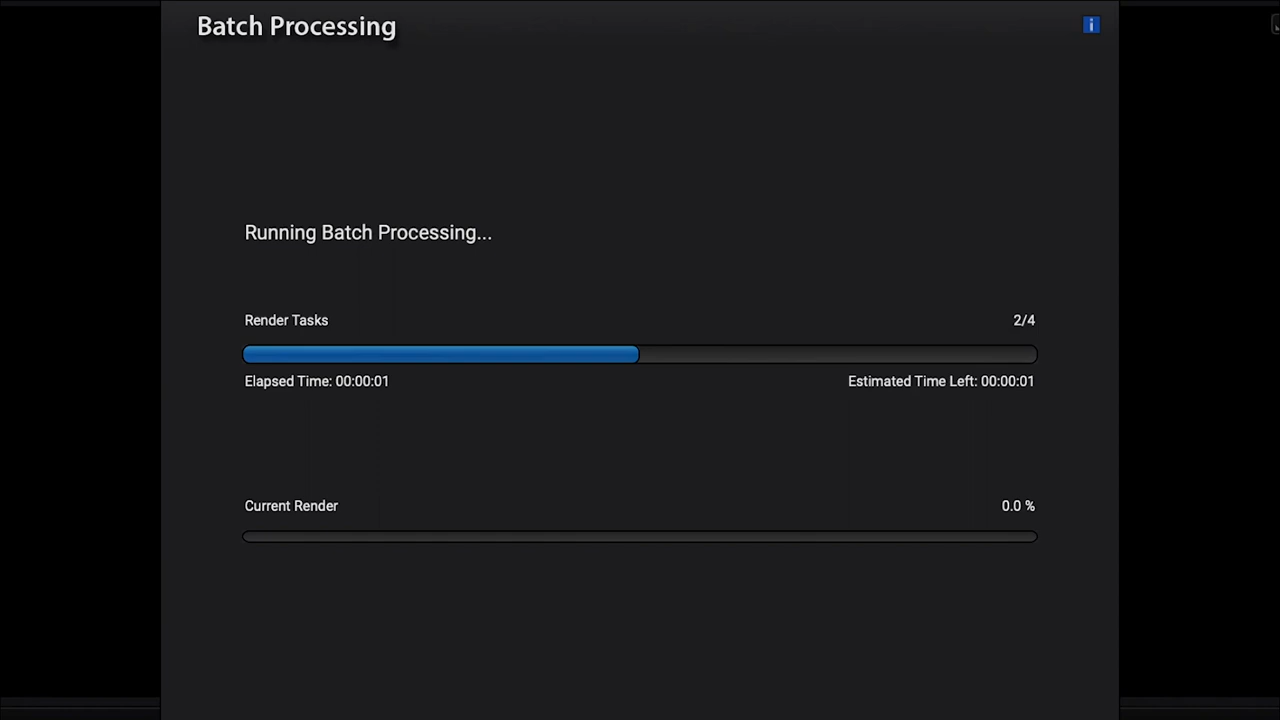 Batch Processing
i
Running Batch Processing...
Render Tasks 2/4
Elapsed Time: 00:00:01 Estimated Time Left: 00:00:01
Current Render 0.0 %